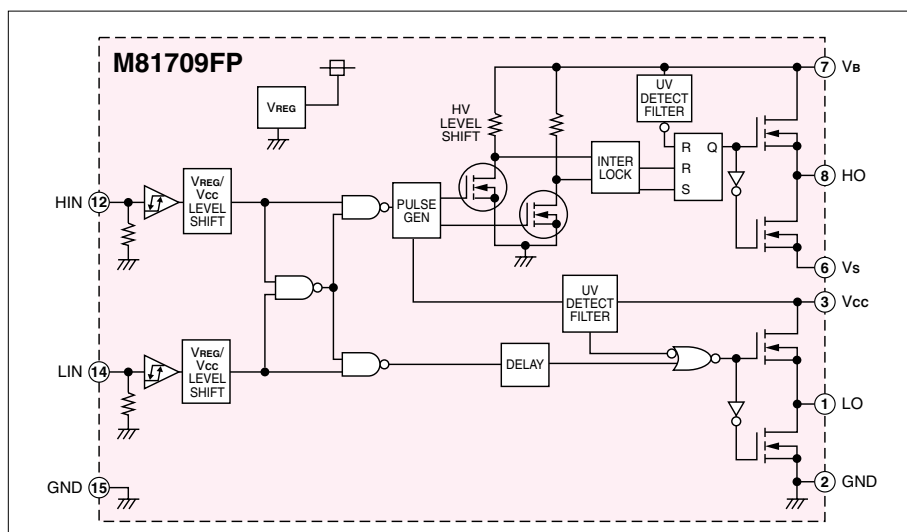 M81709FP
VREG
HV
LEVEL
SHIFT
UV
DETECT
FILTER
7 VB
HIN 12
VREG/
VCC
LEVEL
SHIFT
PULSE
GEN
INTER
LOCK
R Q
R
S
8 HO
6 VS
UV
DETECT
FILTER
3 VCC
LIN 14
VREG/
VCC
LEVEL
SHIFT
DELAY
1 LO
GND 15
2 GND